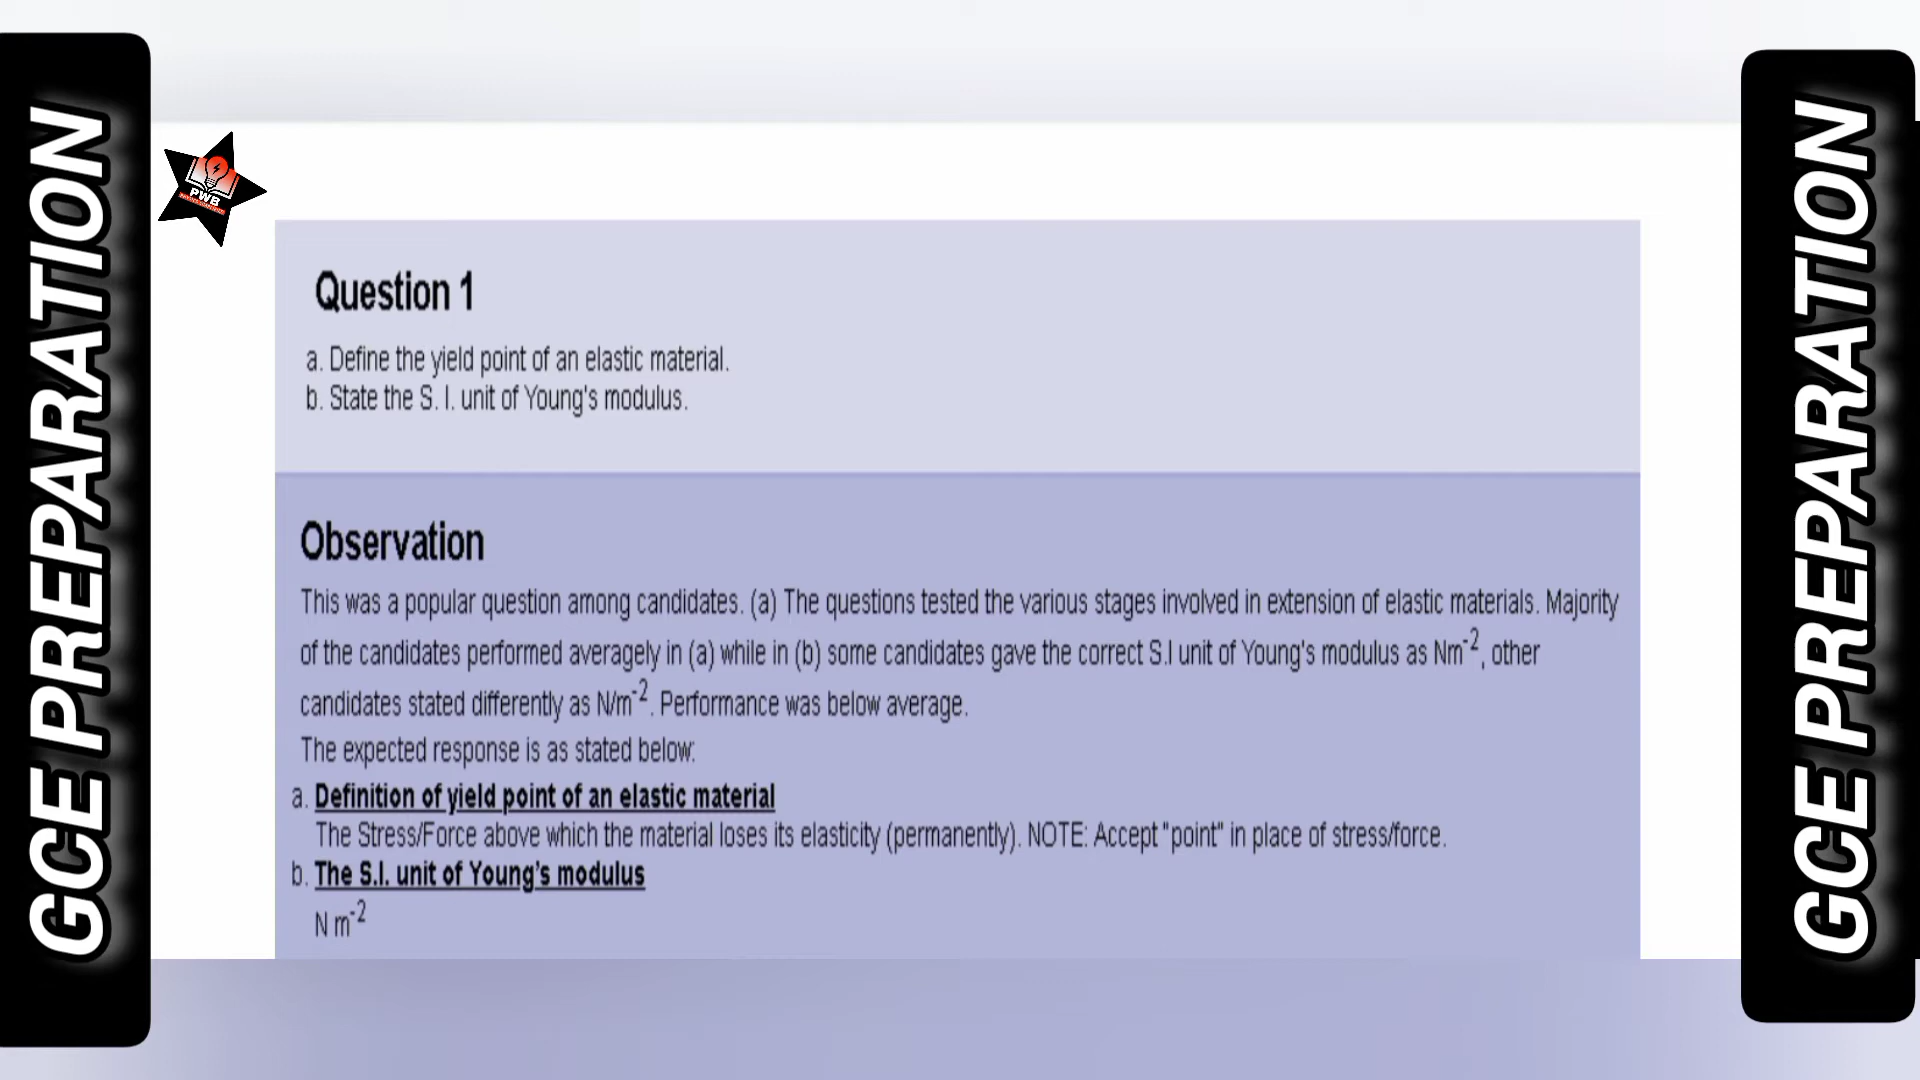 GCE PREPARATION
PWB
Question 1
a. Define the yield point of an elastic material.
b. State the S. I. unit of Young's modulus.
Observation
This was a popular question among candidates. (a) The questions tested the various stages involved in extension of elastic materials. Majority
of the candidates performed averagely in (a) while in (b) some candidates gave the correct S.I unit of Young's modulus as Nm⁻², other
candidates stated differently as N/m⁻². Performance was below average.
The expected response is as stated below:
a. Definition of yield point of an elastic material
The Stress/Force above which the material loses its elasticity (permanently). NOTE: Accept "point" in place of stress/force.
b. The S.I. unit of Young's modulus
N m⁻²
GCE PREPARATION